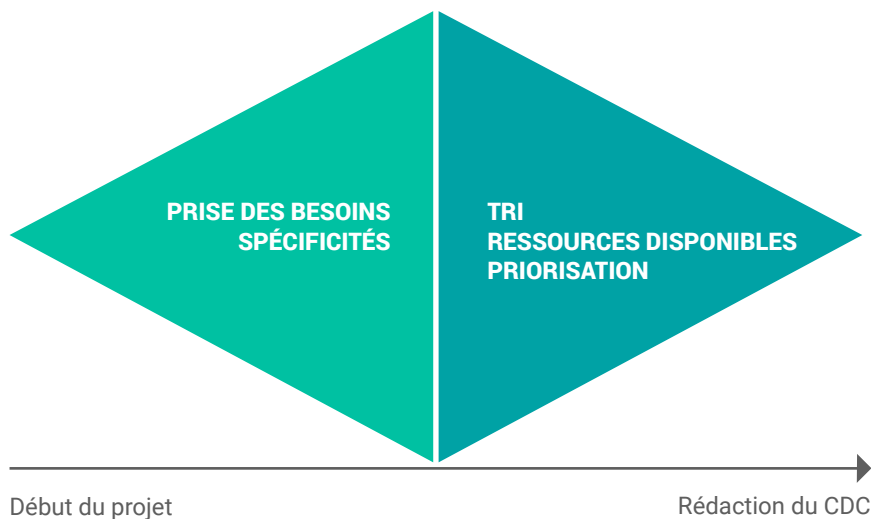 PRISE DES BESOINS
SPÉCIFICITÉS
TRI
RESSOURCES DISPONIBLES
PRIORISATION
Début du projet
Rédaction du CDC